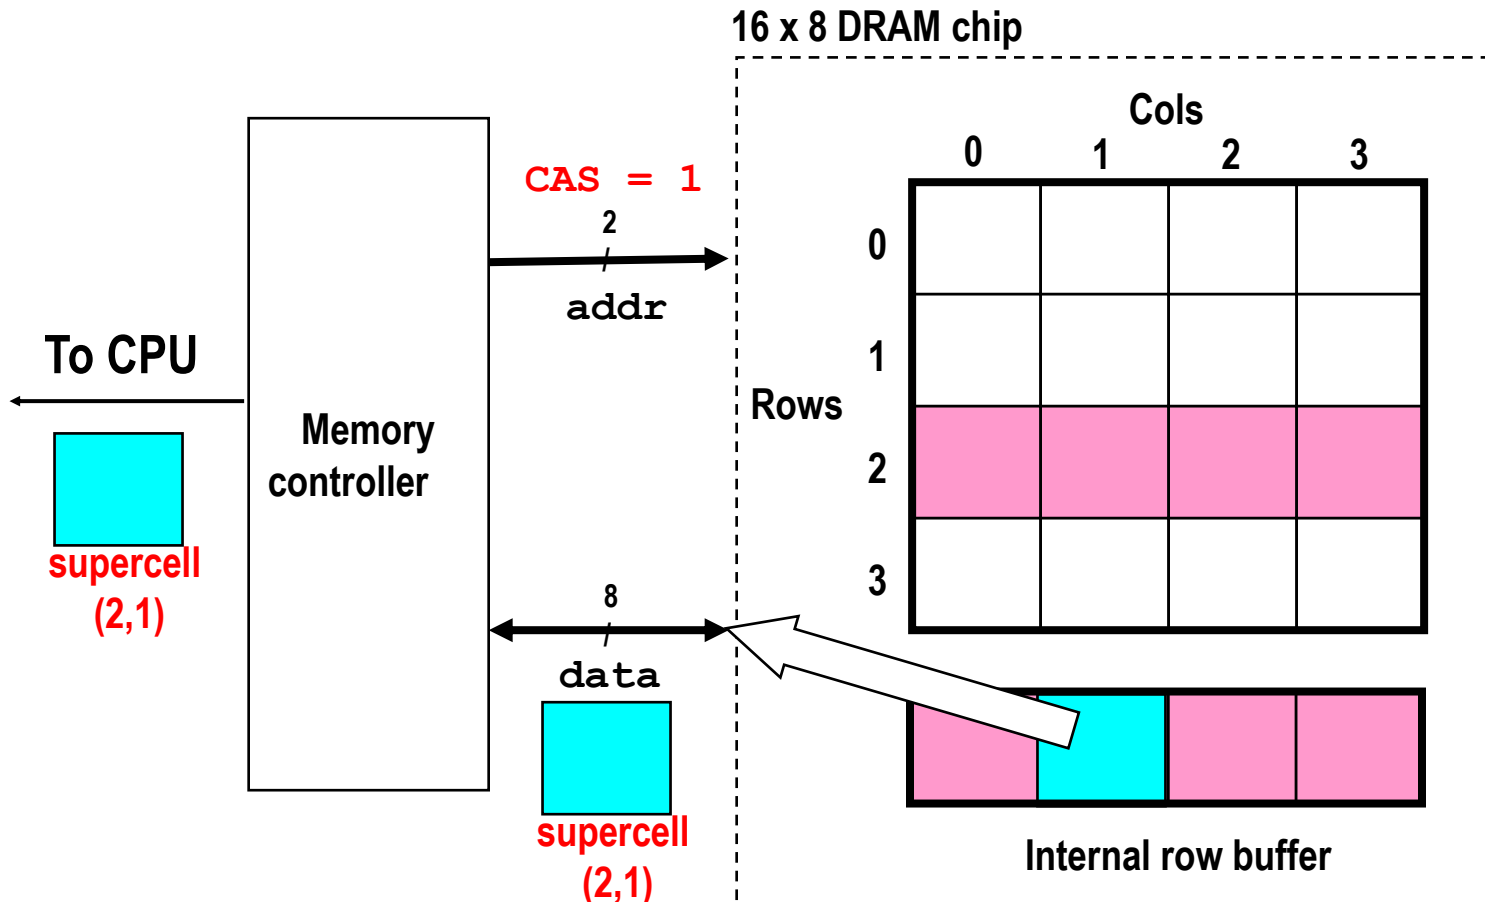 16 x 8 DRAM chip
Cols
0 1 2 3
CAS = 1
2
addr
0
1
Rows
2
3
To CPU
Memory
controller
supercell
(2,1)
8
data
supercell
(2,1)
Internal row buffer